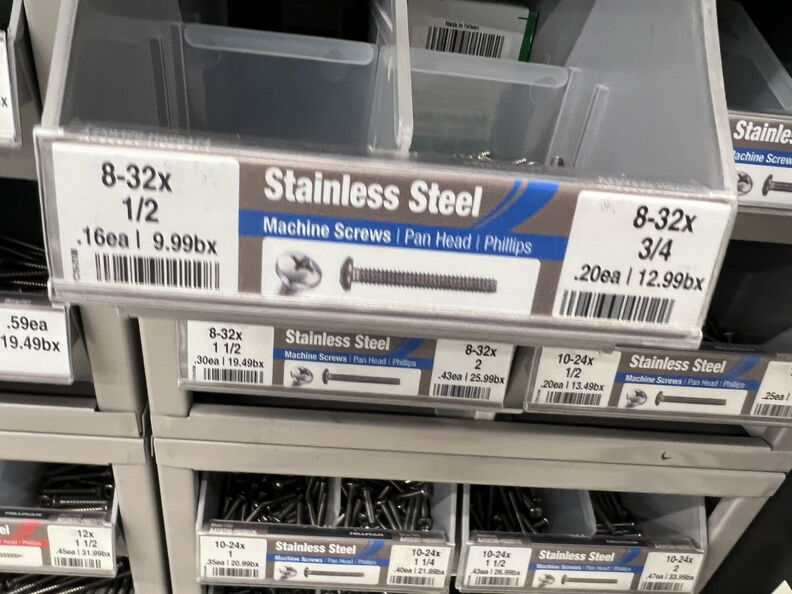 Made in Taiwan
Stainle
Machine Screw
8-32x
1/2
.16ea | 9.99bx
Stainless Steel
Machine Screws | Pan Head | Phillips
8-32x
3/4
.20ea | 12.99bx
.59ea
19.49bx
8-32x
1 1/2
.30ea | 19.49bx
Stainless Steel
Machine Screws | Pan Head | Phillips
8-32x
2
.43ea | 25.99bx
10-24x
1/2
.20ea | 13.49bx
Stainless Steel
Machine Screws | Pan Head | Phillips
.25ea |
el
12x
1 1/2
.45ea | 31.99bx
HILLMAN
10-24x
1
.35ea | 20.99bx
Stainless Steel
Machine Screws | Pan Head | Phillips
10-24x
1 1/4
.40ea | 21.99bx
10-24x
1 1/2
.43ea | 26.99bx
Stainless Steel
Machine Screws | Pan Head | Phillips
10-24x
2
.47ea | 33.99bx